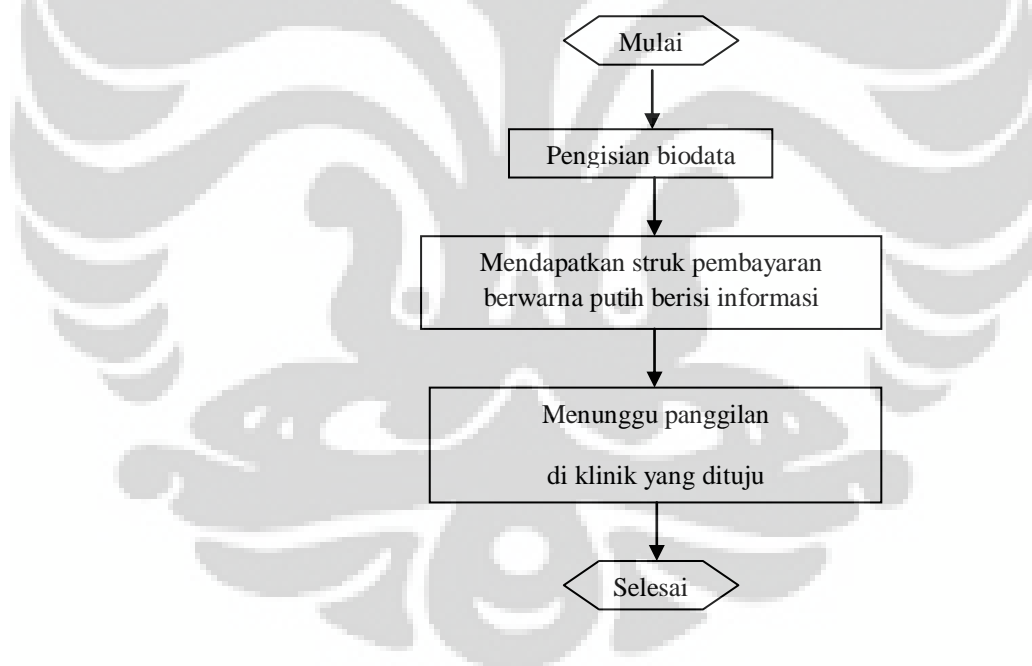 Mulai
Pengisian biodata
Mendapatkan struk pembayaran
berwarna putih berisi informasi
Menunggu panggilan
di klinik yang dituju
Selesai